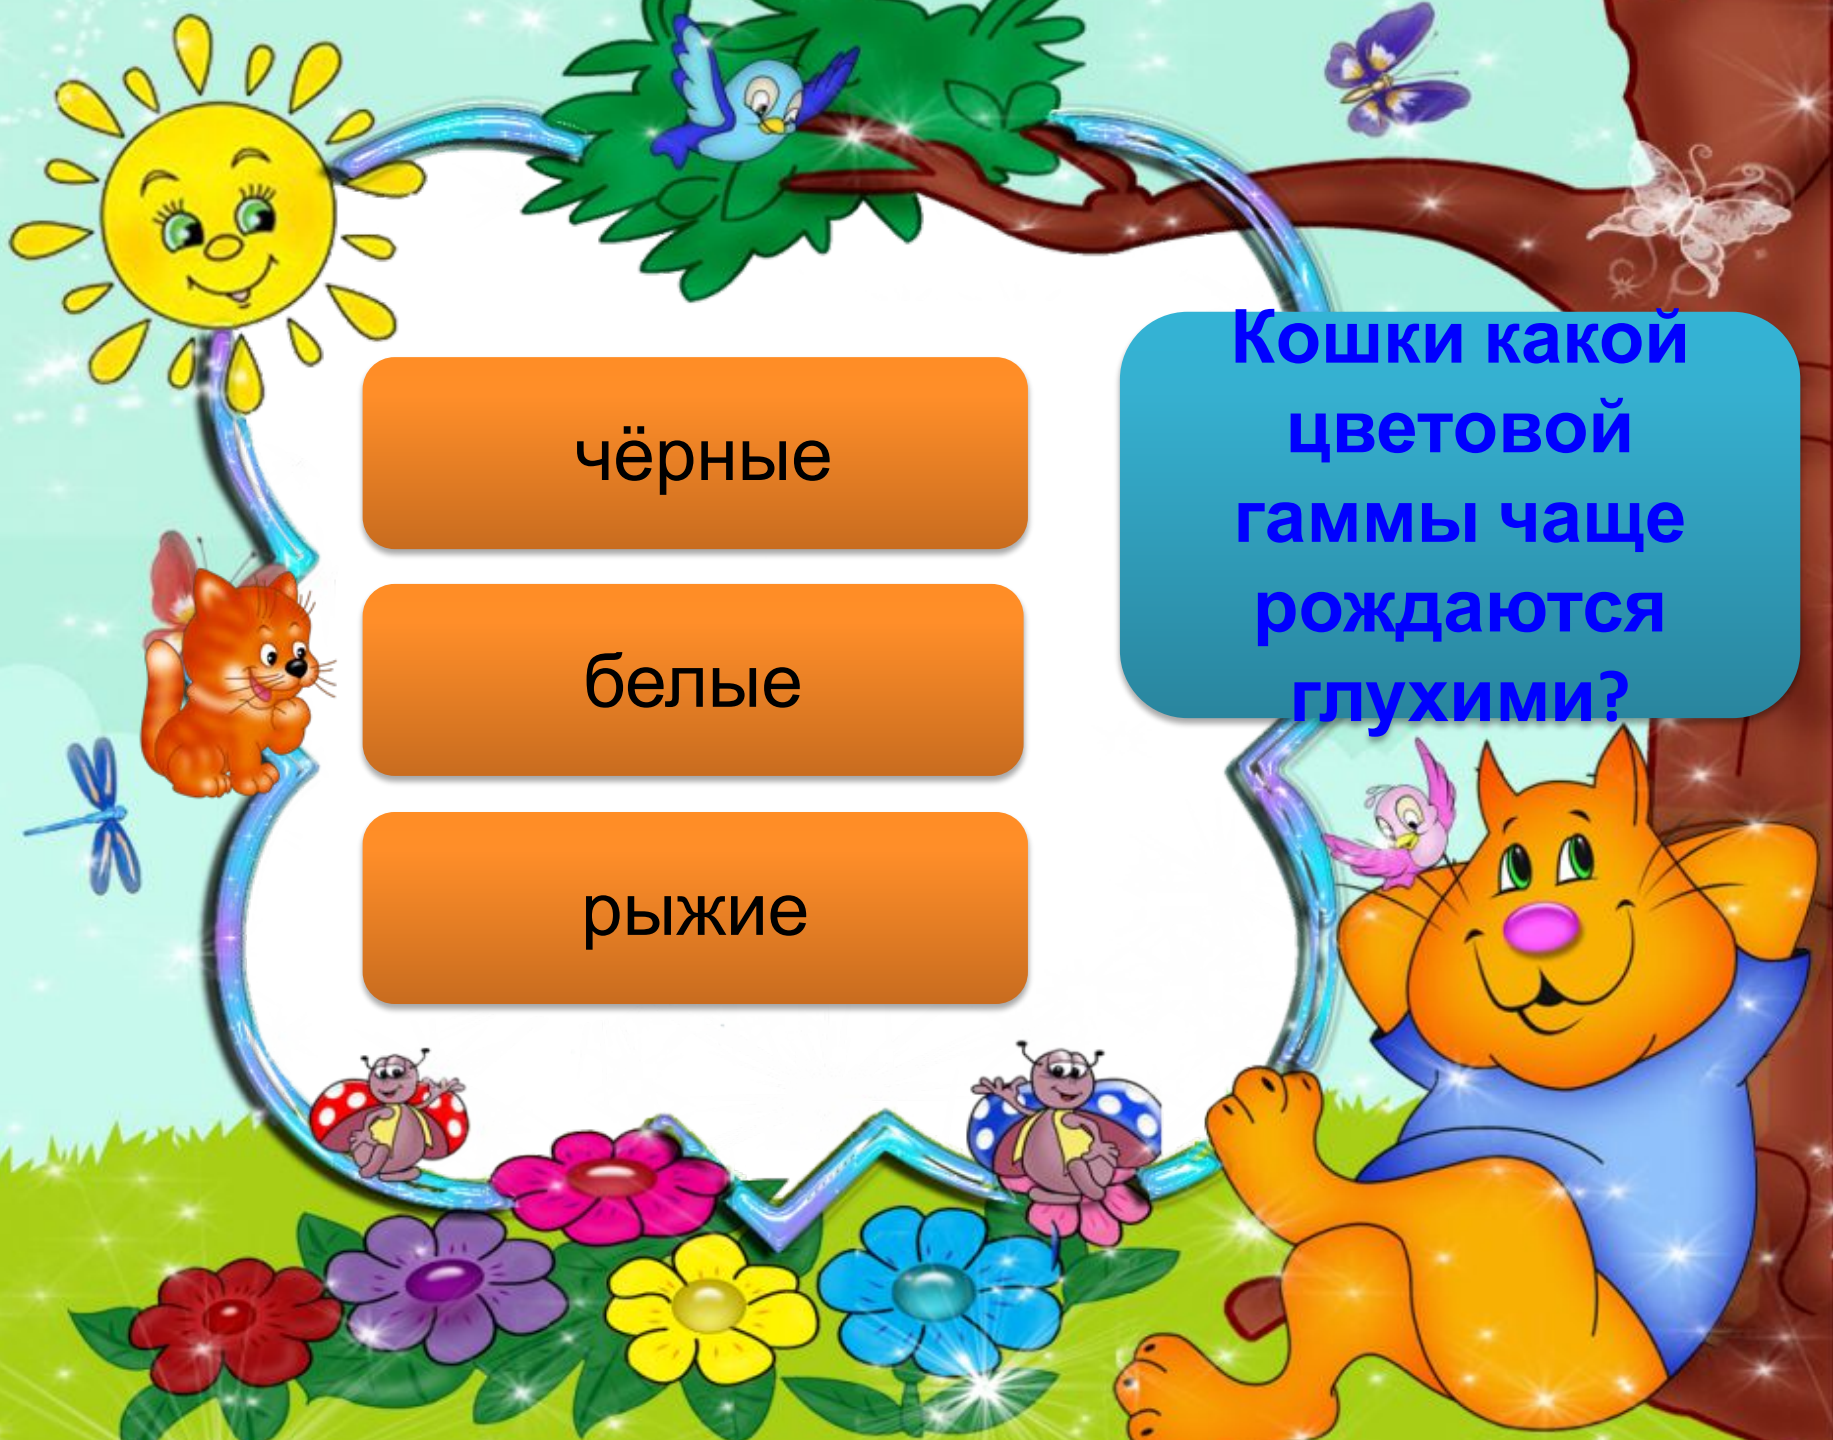 Кошки какой
цветовой
гаммы чаще
рождаются
глухими?
чёрные
белые
рыжие